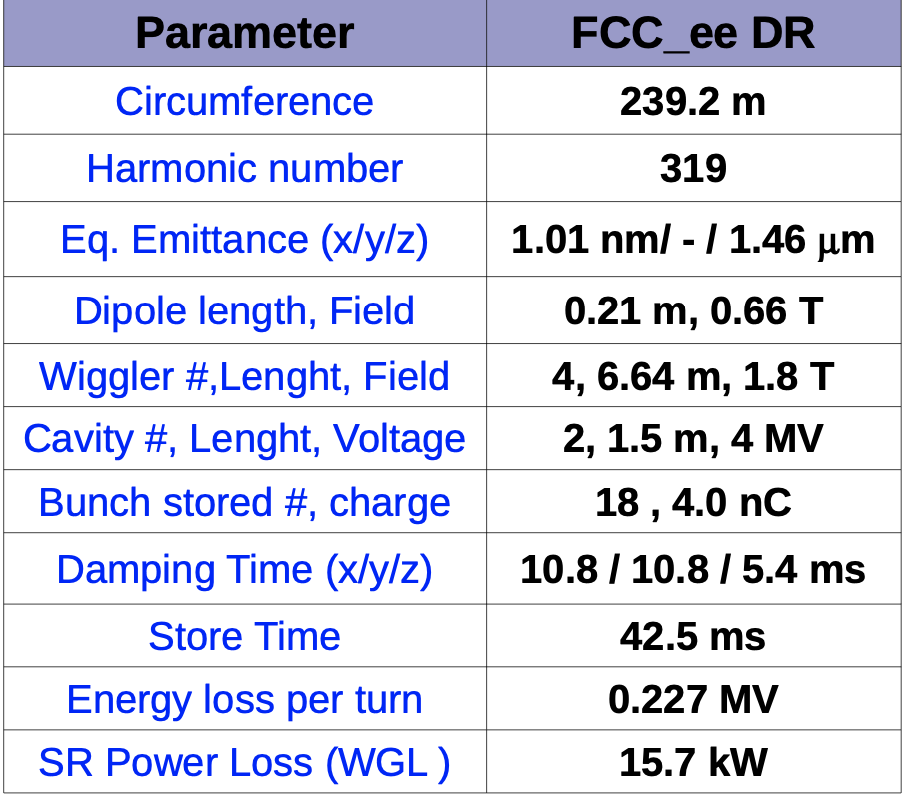 Parameter FCC_ee DR
Circumference 239.2 m
Harmonic number 319
Eq. Emittance (x/y/z) 1.01 nm/ - / 1.46 μm
Dipole length, Field 0.21 m, 0.66 T
Wiggler #,Lenght, Field 4, 6.64 m, 1.8 T
Cavity #, Lenght, Voltage 2, 1.5 m, 4 MV
Bunch stored #, charge 18 , 4.0 nC
Damping Time (x/y/z) 10.8 / 10.8 / 5.4 ms
Store Time 42.5 ms
Energy loss per turn 0.227 MV
SR Power Loss (WGL ) 15.7 kW